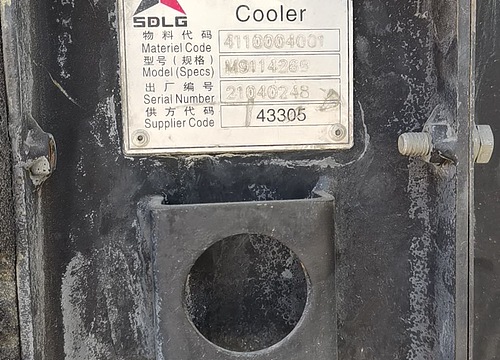 SDLG
Cooler
物料代码
Materiel Code 4110004001
型号(规格)
Model(Specs) M9114266
出厂编号
Serial Number 21040248
供方代码
Supplier Code 43305